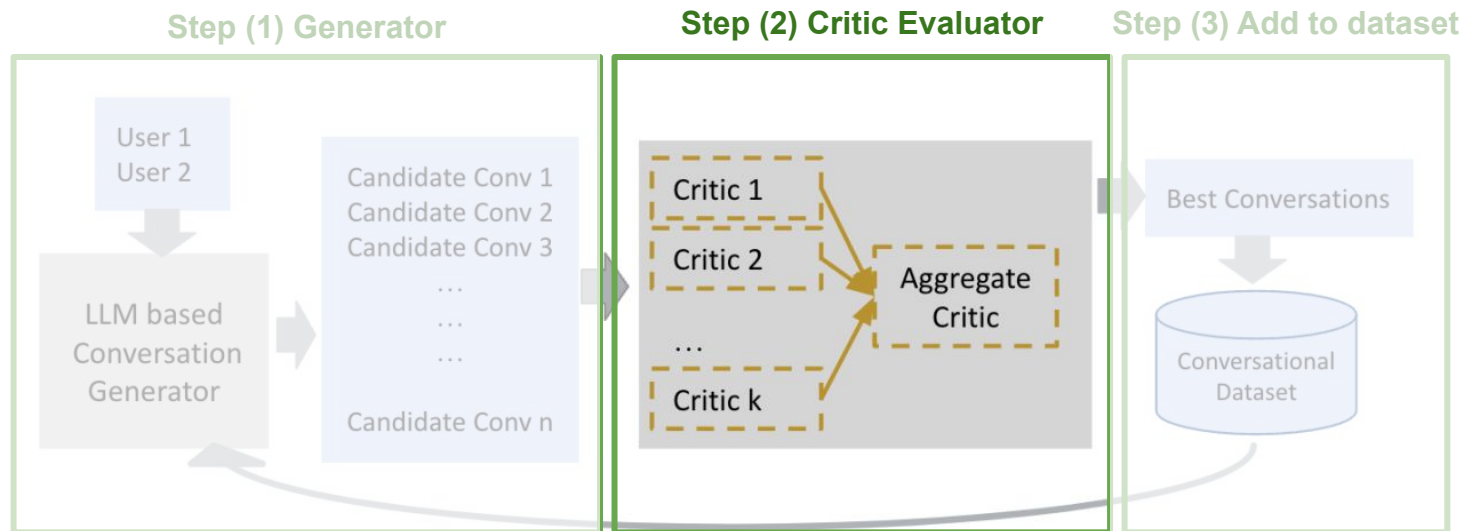 Step (1) Generator
Step (2) Critic Evaluator
Step (3) Add to dataset
User 1
User 2
LLM based
Conversation
Generator
Candidate Conv 1
Candidate Conv 2
Candidate Conv 3
...
...
...
Candidate Conv n
Critic 1
Critic 2
...
Critic k
Aggregate
Critic
Best Conversations
Conversational
Dataset